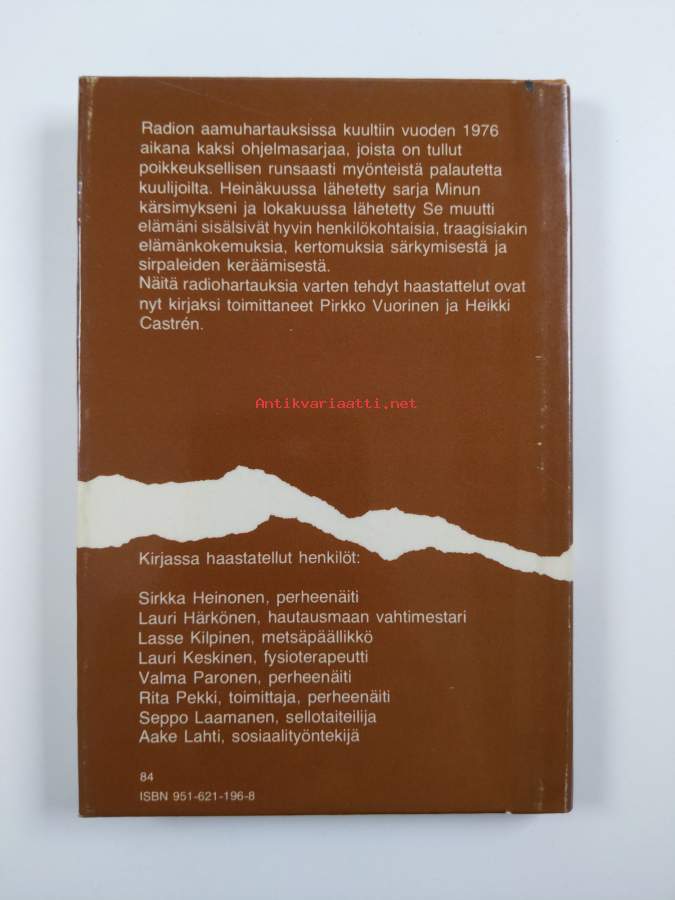 Radion aamuhartauksissa kuultiin vuoden 1976
aikana kaksi ohjelmasarjaa, joista on tullut
poikkeuksellisen runsaasti myönteistä palautetta
kuulijoilta. Heinäkuussa lähetetty sarja Minun
kärsimykseni ja lokakuussa lähetetty Se muutti
elämäni sisälsivät hyvin henkilökohtaisia, traagisiakin
elämänkokemuksia, kertomuksia särkymisestä ja
sirpaleiden keräämisestä.
Näitä radiohartauksia varten tehdyt haastattelut ovat
nyt kirjaksi toimittaneet Pirkko Vuorinen ja Heikki
Castrén.
Antikvariaatti.net
Kirjassa haastatellut henkilöt:
Sirkka Heinonen, perheenäiti
Lauri Härkönen, hautausmaan vahtimestari
Lasse Kilpinen, metsäpäällikkö
Lauri Keskinen, fysioterapeutti
Valma Paronen, perheenäiti
Rita Pekki, toimittaja, perheenäiti
Seppo Laamanen, sellotaiteilija
Aake Lahti, sosiaalityöntekijä
84
ISBN 951-621-196-8